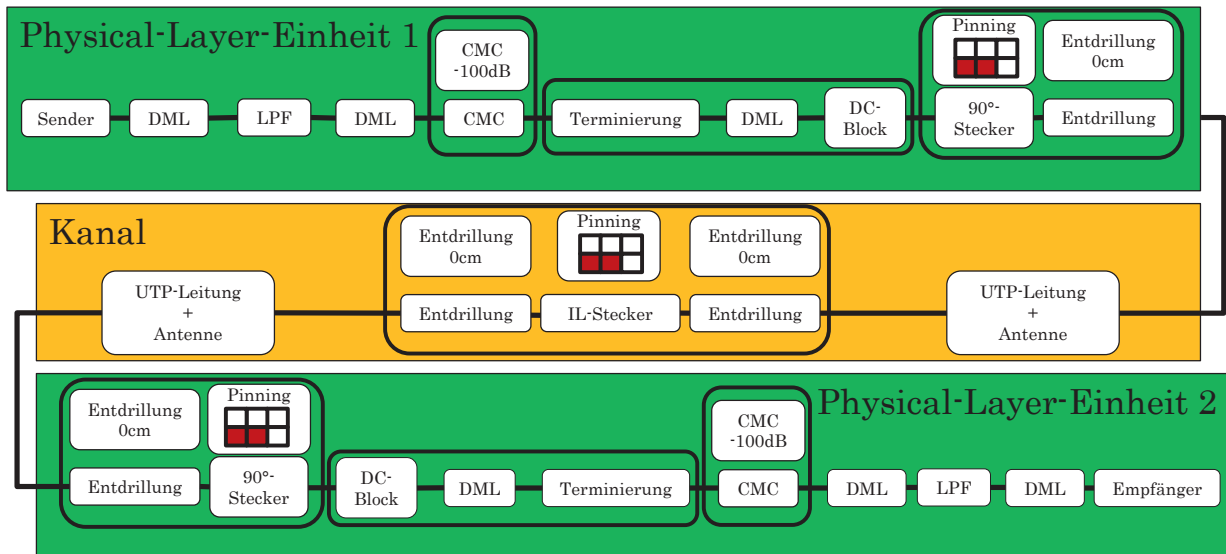 Physical-Layer-Einheit 1
CMC
-100dB
Pinning
Entdrillung
0cm
Sender
DML
LPF
DML
CMC
Terminierung
DML
DC-
Block
90°-
Stecker
Entdrillung
Kanal
Entdrillung
0cm
Pinning
Entdrillung
0cm
UTP-Leitung
+
Antenne
Entdrillung
IL-Stecker
Entdrillung
UTP-Leitung
+
Antenne
Entdrillung
0cm
Pinning
CMC
-100dB
Physical-Layer-Einheit 2
Entdrillung
90°-
Stecker
DC-
Block
DML
Terminierung
CMC
DML
LPF
DML
Empfänger